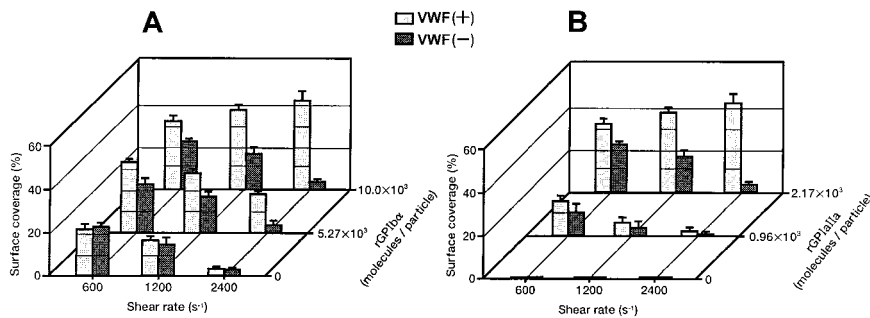 A
VWF(+)
VWF(−)
B
Surface coverage (%)
60
40
20
0
600
1200
2400
Shear rate (s⁻¹)
0
5.27×10³
10.0×10³
rGPIbα
(molecules / particle)
Surface coverage (%)
60
40
20
0
600
1200
2400
Shear rate (s⁻¹)
0
0.96×10³
2.17×10³
rGPIaIIa
(molecules / particle)